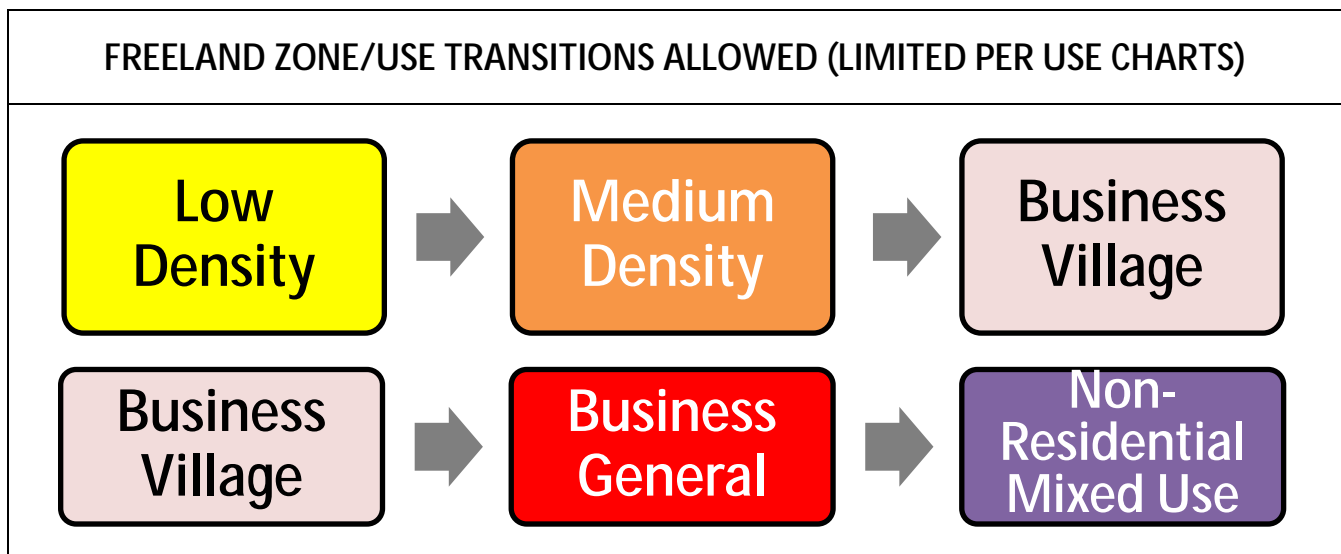 FREELAND ZONE/USE TRANSITIONS ALLOWED (LIMITED PER USE CHARTS)
Low
Density
Medium
Density
Business
Village
Business
Village
Business
General
Non-
Residential
Mixed Use